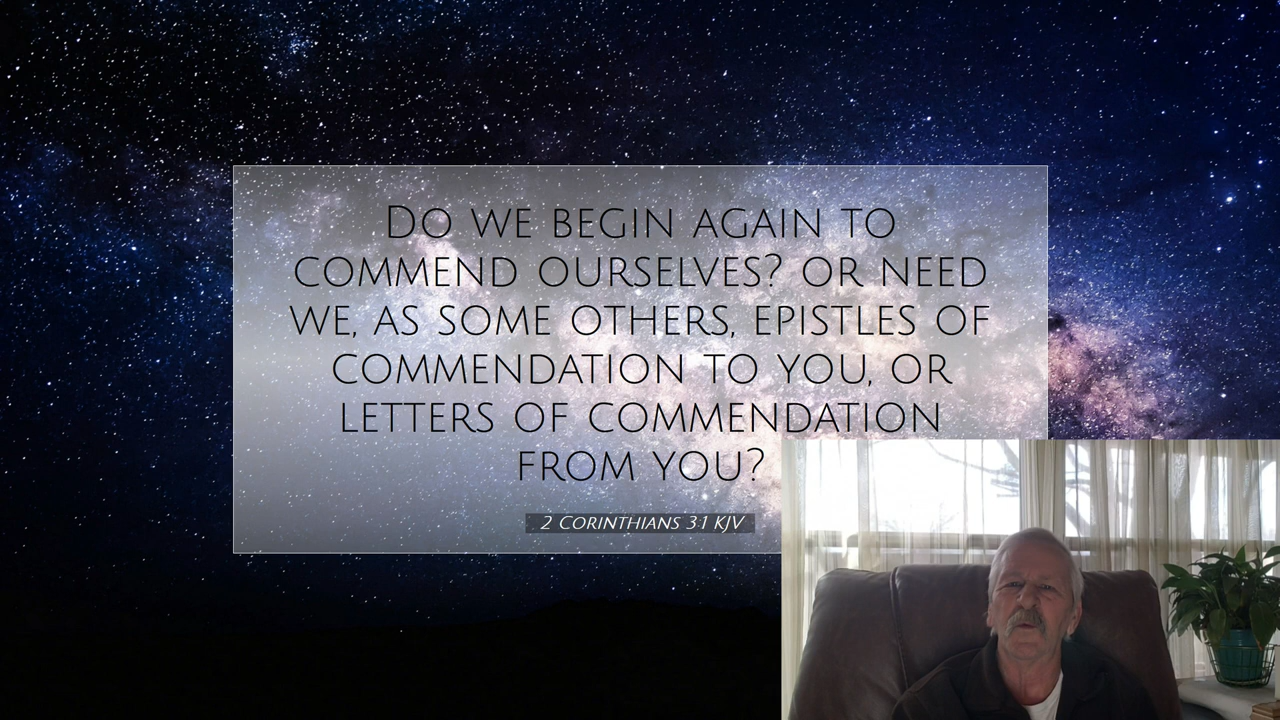 Do we begin again to
commend ourselves? or need
we, as some others, epistles of
commendation to you, or
letters of commendation
from you?
2 Corinthians 3:1 KJV